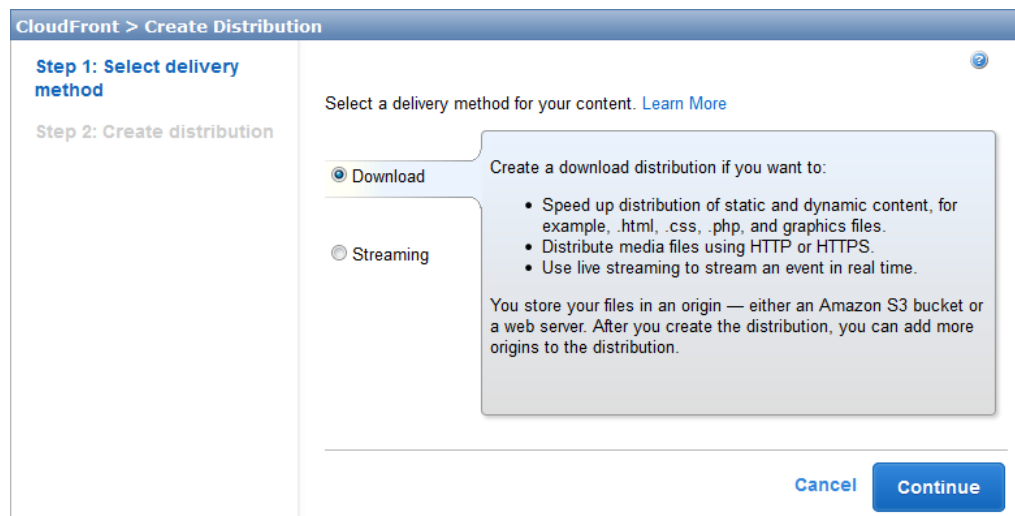 CloudFront > Create Distribution
Step 1: Select delivery
method
Step 2: Create distribution
Select a delivery method for your content. Learn More
Download
Streaming
Create a download distribution if you want to:
• Speed up distribution of static and dynamic content, for
example, .html, .css, .php, and graphics files.
• Distribute media files using HTTP or HTTPS.
• Use live streaming to stream an event in real time.
You store your files in an origin — either an Amazon S3 bucket or
a web server. After you create the distribution, you can add more
origins to the distribution.
Cancel
Continue